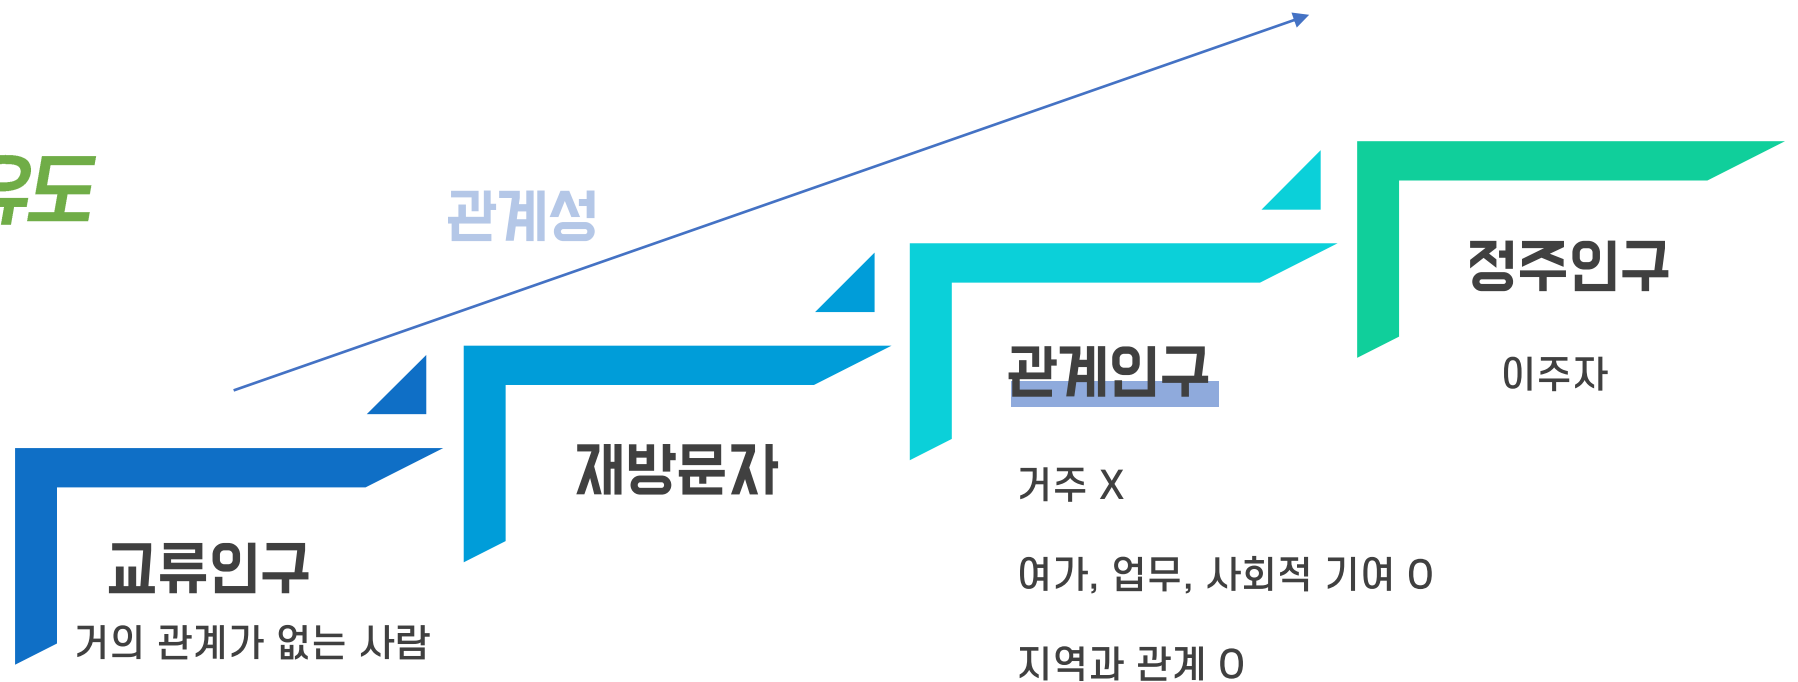 유도
관계성
교류인구
거의 관계가 없는 사람
재방문자
관계인구
거주 X
여가, 업무, 사회적 기여 O
지역과 관계 O
정주인구
이주자